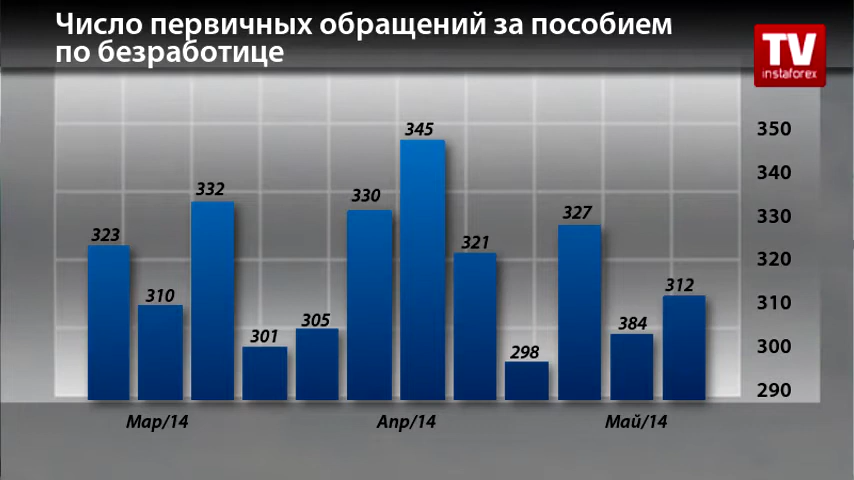 Число первичных обращений за пособием
по безработице
TV
instaforex
350
340
330
320
310
300
290
323
310
332
301
305
330
345
321
298
327
384
312
Мар/14
Апр/14
Май/14